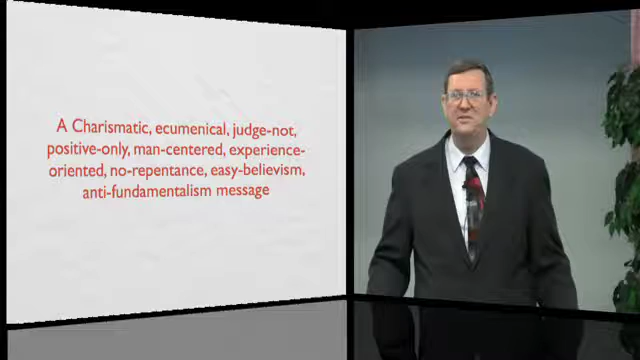 A Charismatic, ecumenical, judge-not,
positive-only, man-centered, experience-
oriented, no-repentance, easy-believism,
anti-fundamentalism message